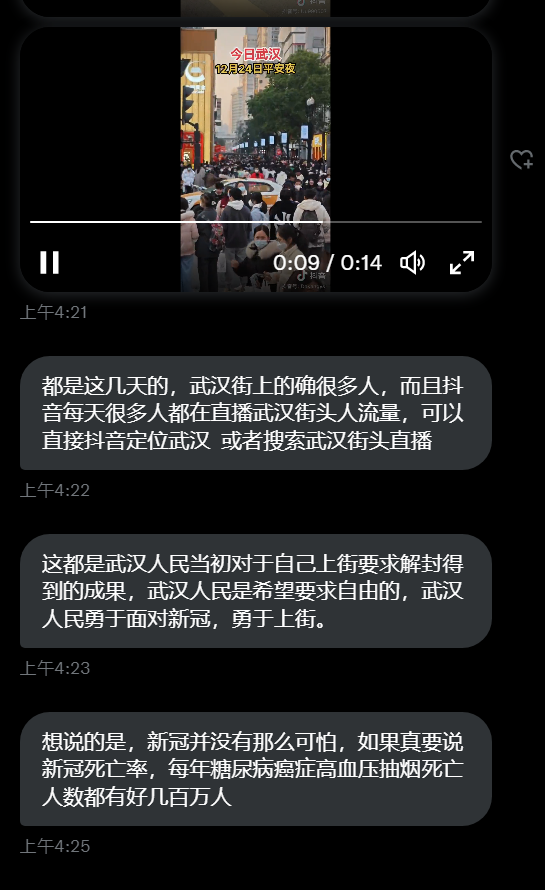 今日武汉
12月24日平安夜
0:09 / 0:14
抖音
上午4:21
都是这几天的，武汉街上的确很多人，而且抖
音每天很多人都在直播武汉街头人流量，可以
直接抖音定位武汉 或者搜索武汉街头直播
上午4:22
这都是武汉人民当初对于自己上街要求解封得
到的成果，武汉人民是希望要求自由的，武汉
人民勇于面对新冠，勇于上街。
上午4:23
想说的是，新冠并没有那么可怕，如果真要说
新冠死亡率，每年糖尿病癌症高血压抽烟死亡
人数都有好几百万人
上午4:25